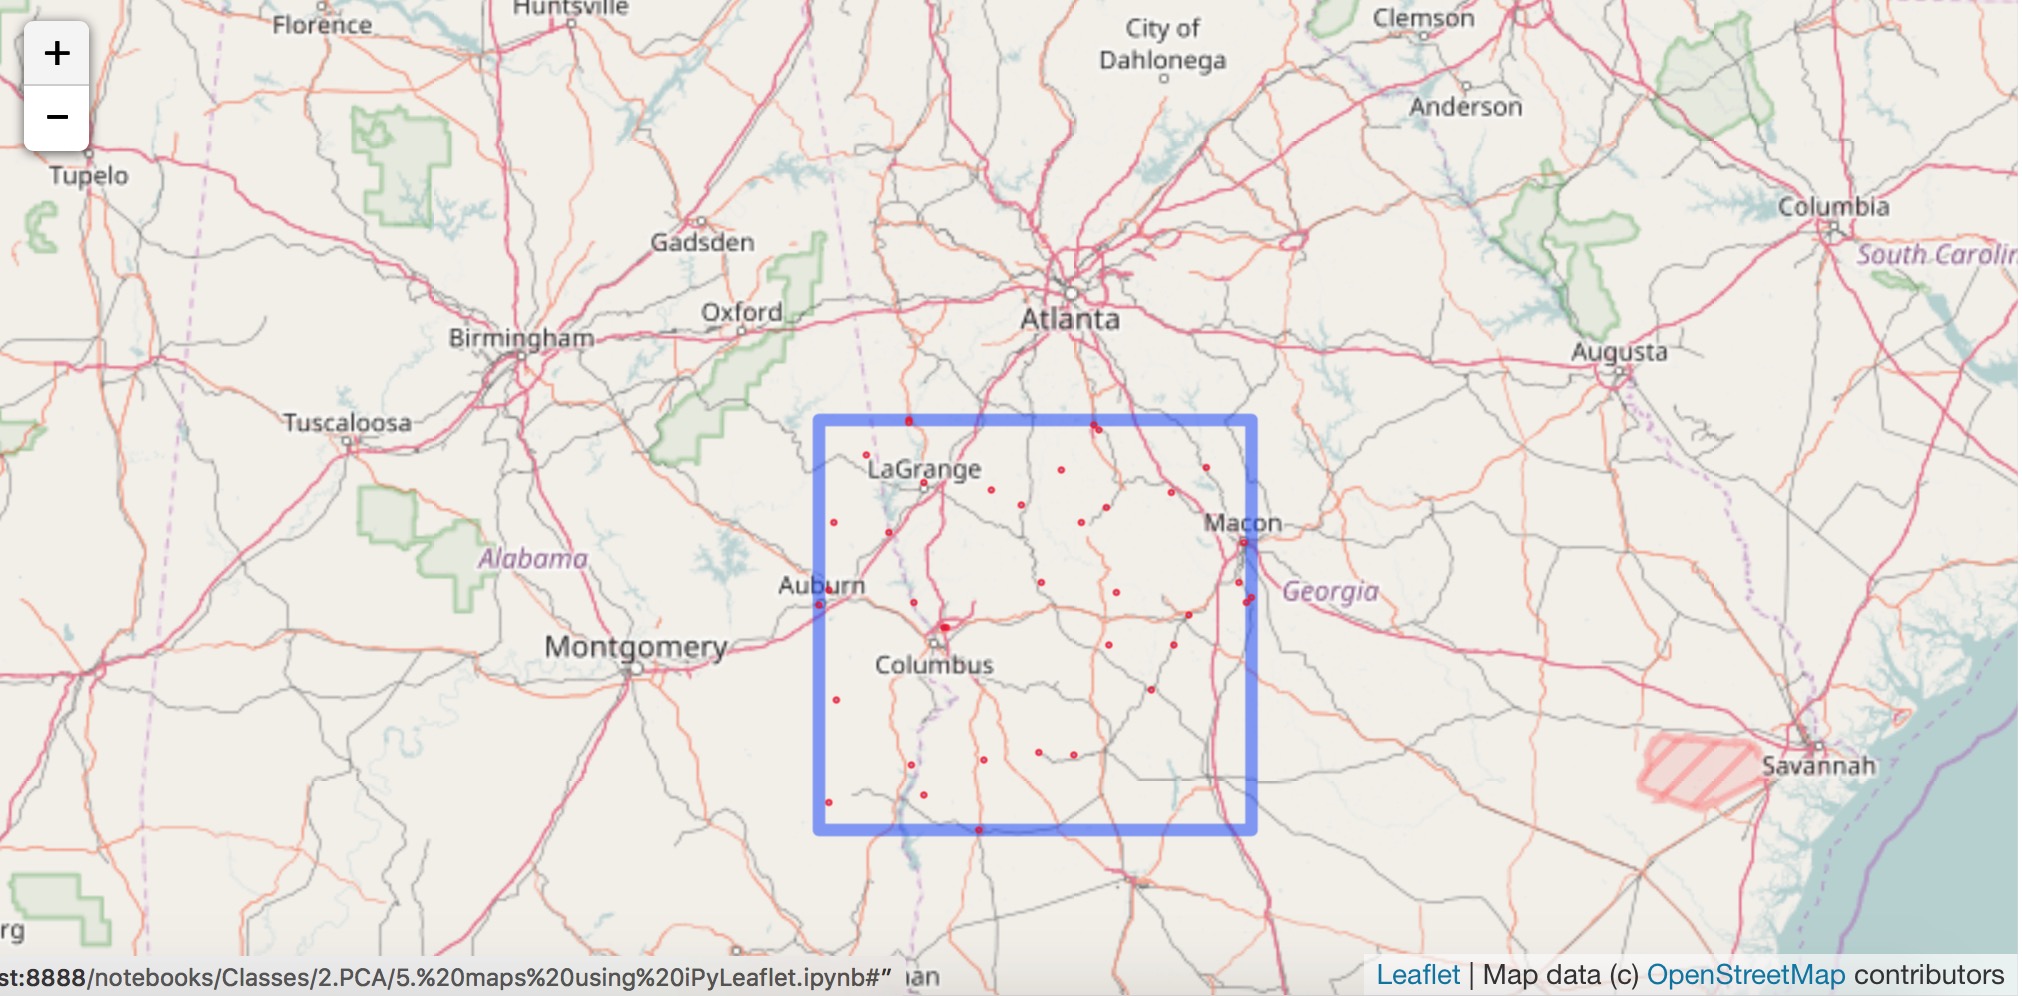 Huntsville
Florence
City of
Dahlonega
Clemson
+
−
Anderson
Tupelo
Columbia
Gadsden
South Carolin
Oxford
Atlanta
Birmingham
Augusta
Tuscaloosa
LaGrange
Macon
Alabama
Auburn
Georgia
Montgomery
Columbus
Savannah
rg
st:8888/notebooks/Classes/2.PCA/5.%20maps%20using%20iPyLeaflet.ipynb#”
an
Leaflet | Map data (c) OpenStreetMap contributors